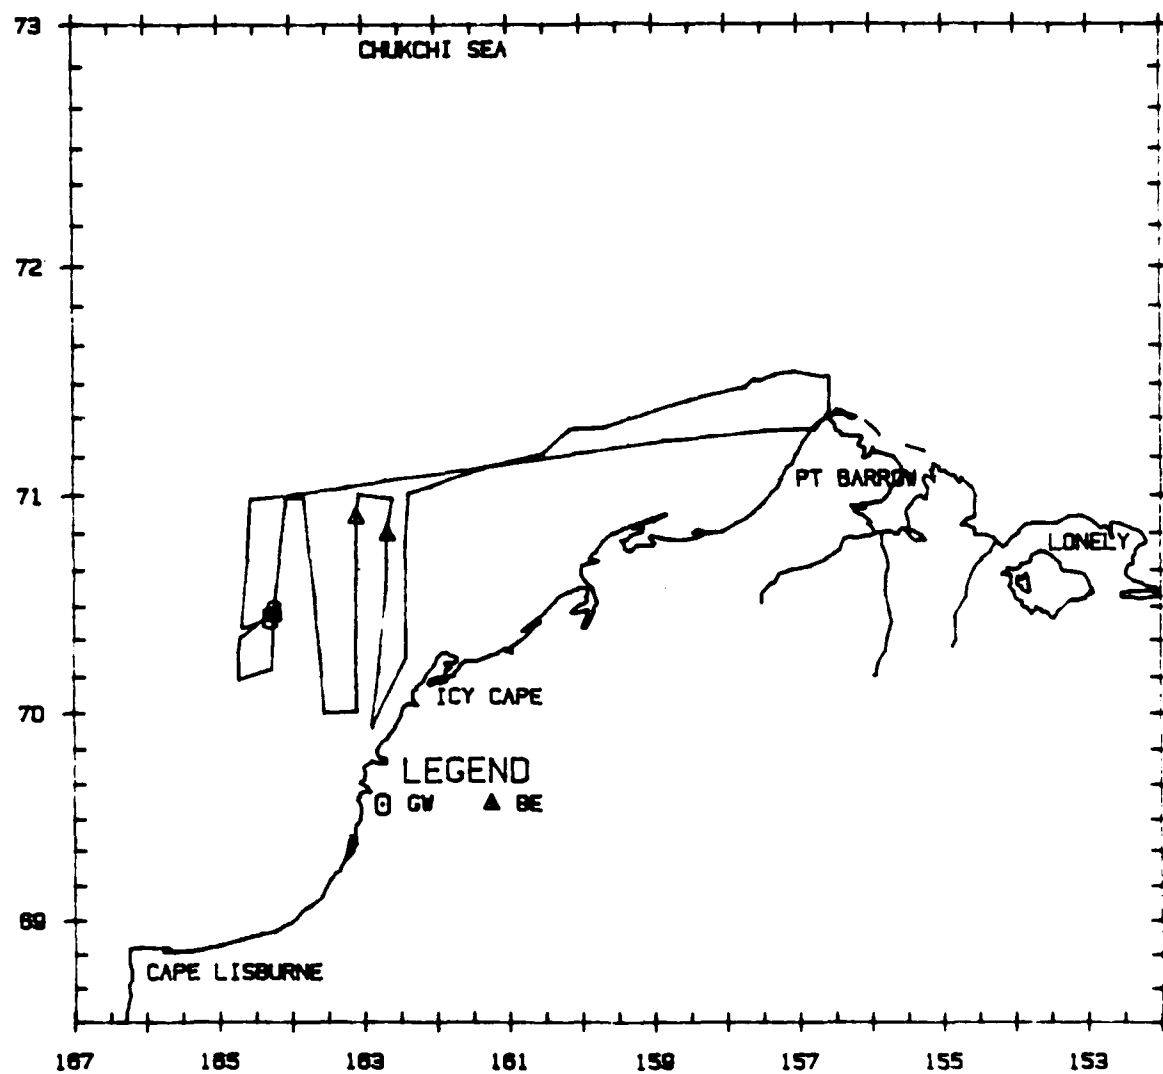 73
CHUKCHI SEA
72
71
PT BARROW
LONELY
ICY CAPE
70
LEGEND
GW BE
69
CAPE LISBURNE
167 165 163 161 159 157 155 153